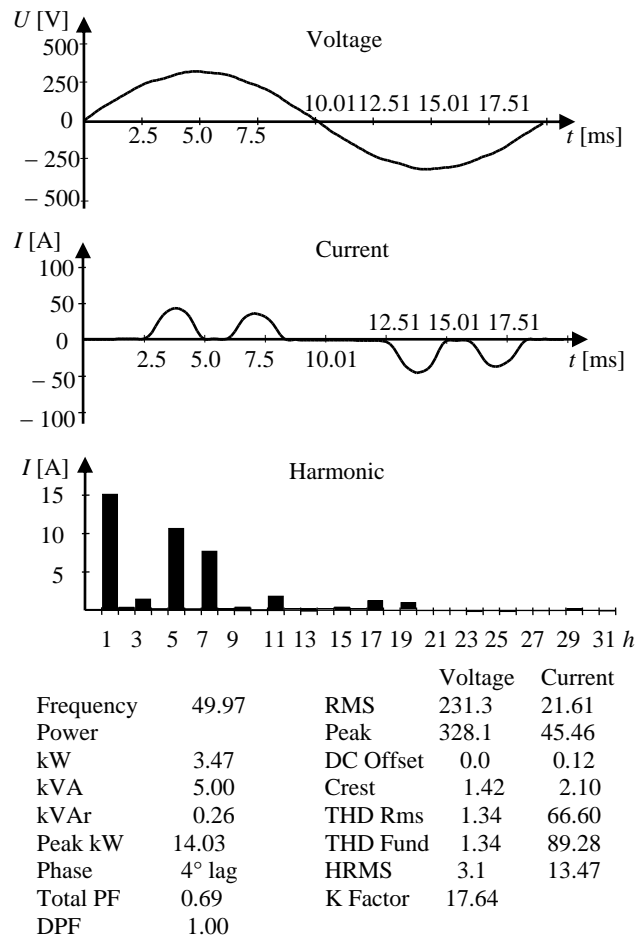 U [V]
Voltage
500
250
0
– 250
– 500
10.01 12.51 15.01 17.51
2.5 5.0 7.5
t [ms]
I [A]
Current
100
50
0
– 50
– 100
12.51 15.01 17.51
2.5 5.0 7.5 10.01
t [ms]
I [A]
Harmonic
15
10
5
1 3 5 7 9 11 13 15 17 19 21 23 25 27 29 31 h
Voltage Current
Frequency 49.97 RMS 231.3 21.61
Power Peak 328.1 45.46
kW 3.47 DC Offset 0.0 0.12
kVA 5.00 Crest 1.42 2.10
kVAr 0.26 THD Rms 1.34 66.60
Peak kW 14.03 THD Fund 1.34 89.28
Phase 4° lag HRMS 3.1 13.47
Total PF 0.69 K Factor 17.64
DPF 1.00